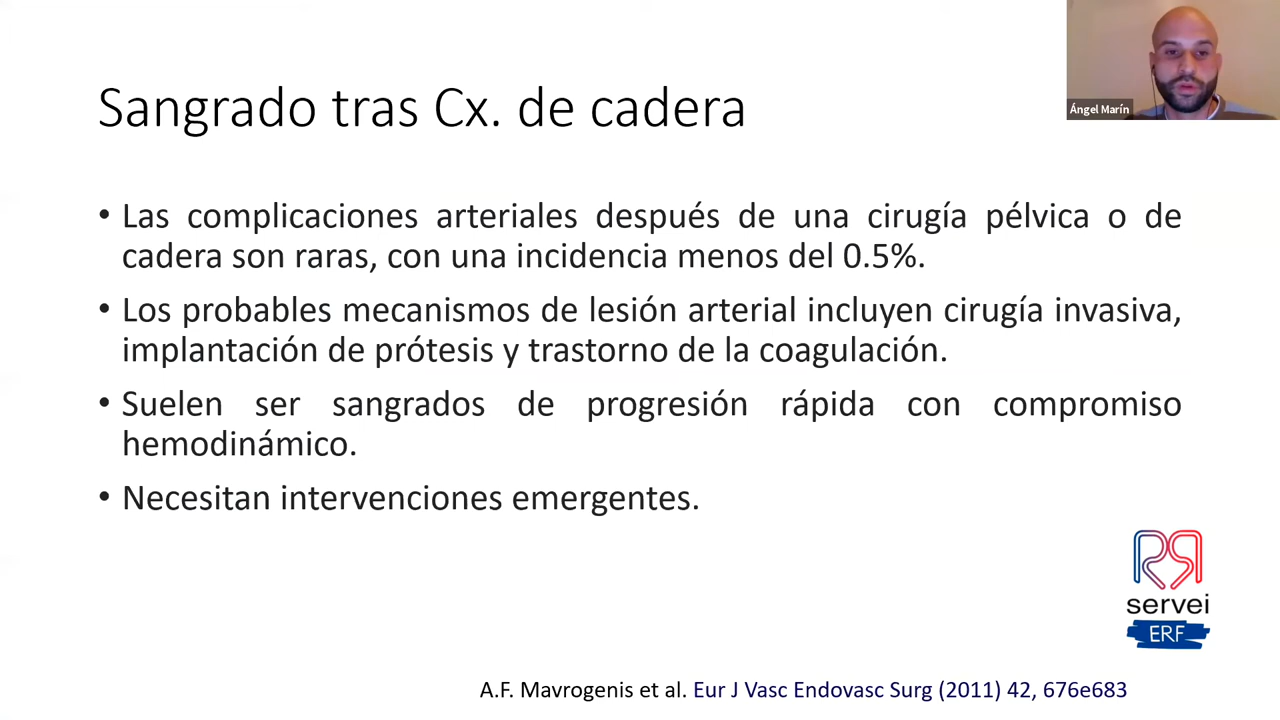 Ángel Marín
Sangrado tras Cx. de cadera
• Las complicaciones arteriales después de una cirugía pélvica o de
cadera son raras, con una incidencia menos del 0.5%.
• Los probables mecanismos de lesión arterial incluyen cirugía invasiva,
implantación de prótesis y trastorno de la coagulación.
• Suelen ser sangrados de progresión rápida con compromiso
hemodinámico.
• Necesitan intervenciones emergentes.
servei
ERF
A.F. Mavrogenis et al. Eur J Vasc Endovasc Surg (2011) 42, 676e683